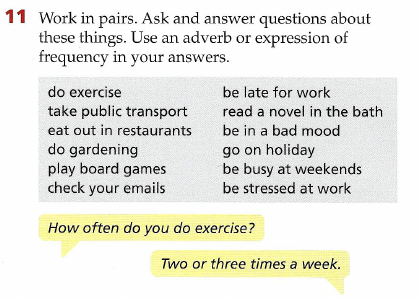 11 Work in pairs. Ask and answer questions about
these things. Use an adverb or expression of
frequency in your answers.
do exercise
take public transport
eat out in restaurants
do gardening
play board games
check your emails
be late for work
read a novel in the bath
be in a bad mood
go on holiday
be busy at weekends
be stressed at work
How often do you do exercise?
Two or three times a week.